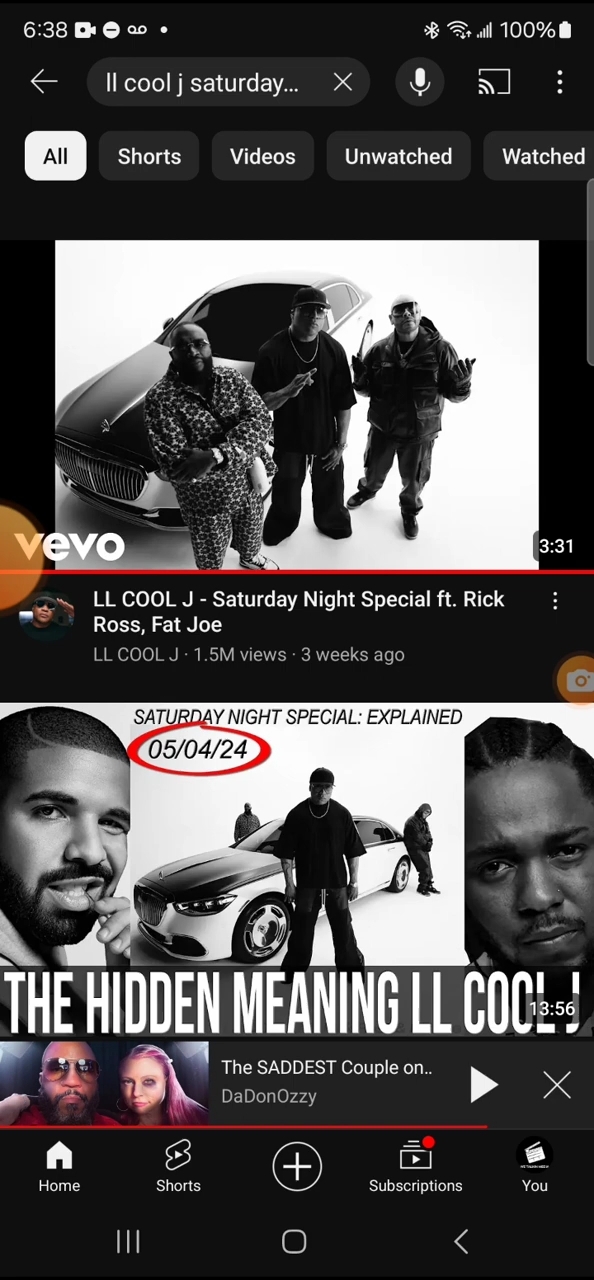 6:38
100%
ll cool j saturday...
All
Shorts
Videos
Unwatched
Watched
vevo
3:31
LL COOL J - Saturday Night Special ft. Rick
Ross, Fat Joe
LL COOL J · 1.5M views · 3 weeks ago
SATURDAY NIGHT SPECIAL: EXPLAINED
05/04/24
THE HIDDEN MEANING LL COOL J
13:56
The SADDEST Couple on..
DaDonOzzy
Home
Shorts
Subscriptions
You